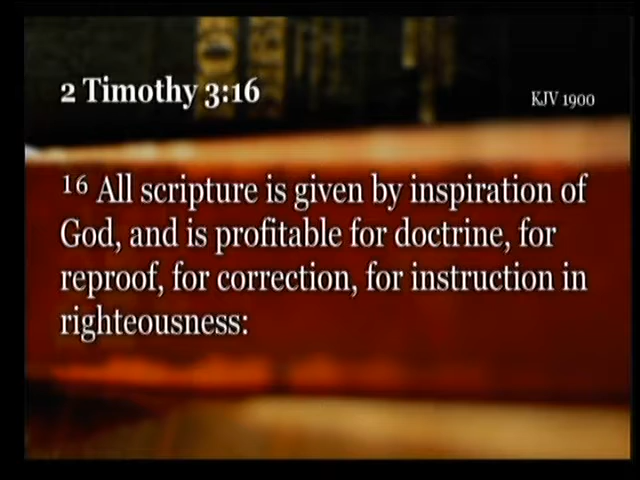 2 Timothy 3:16
KJV 1900
16 All scripture is given by inspiration of
God, and is profitable for doctrine, for
reproof, for correction, for instruction in
righteousness: